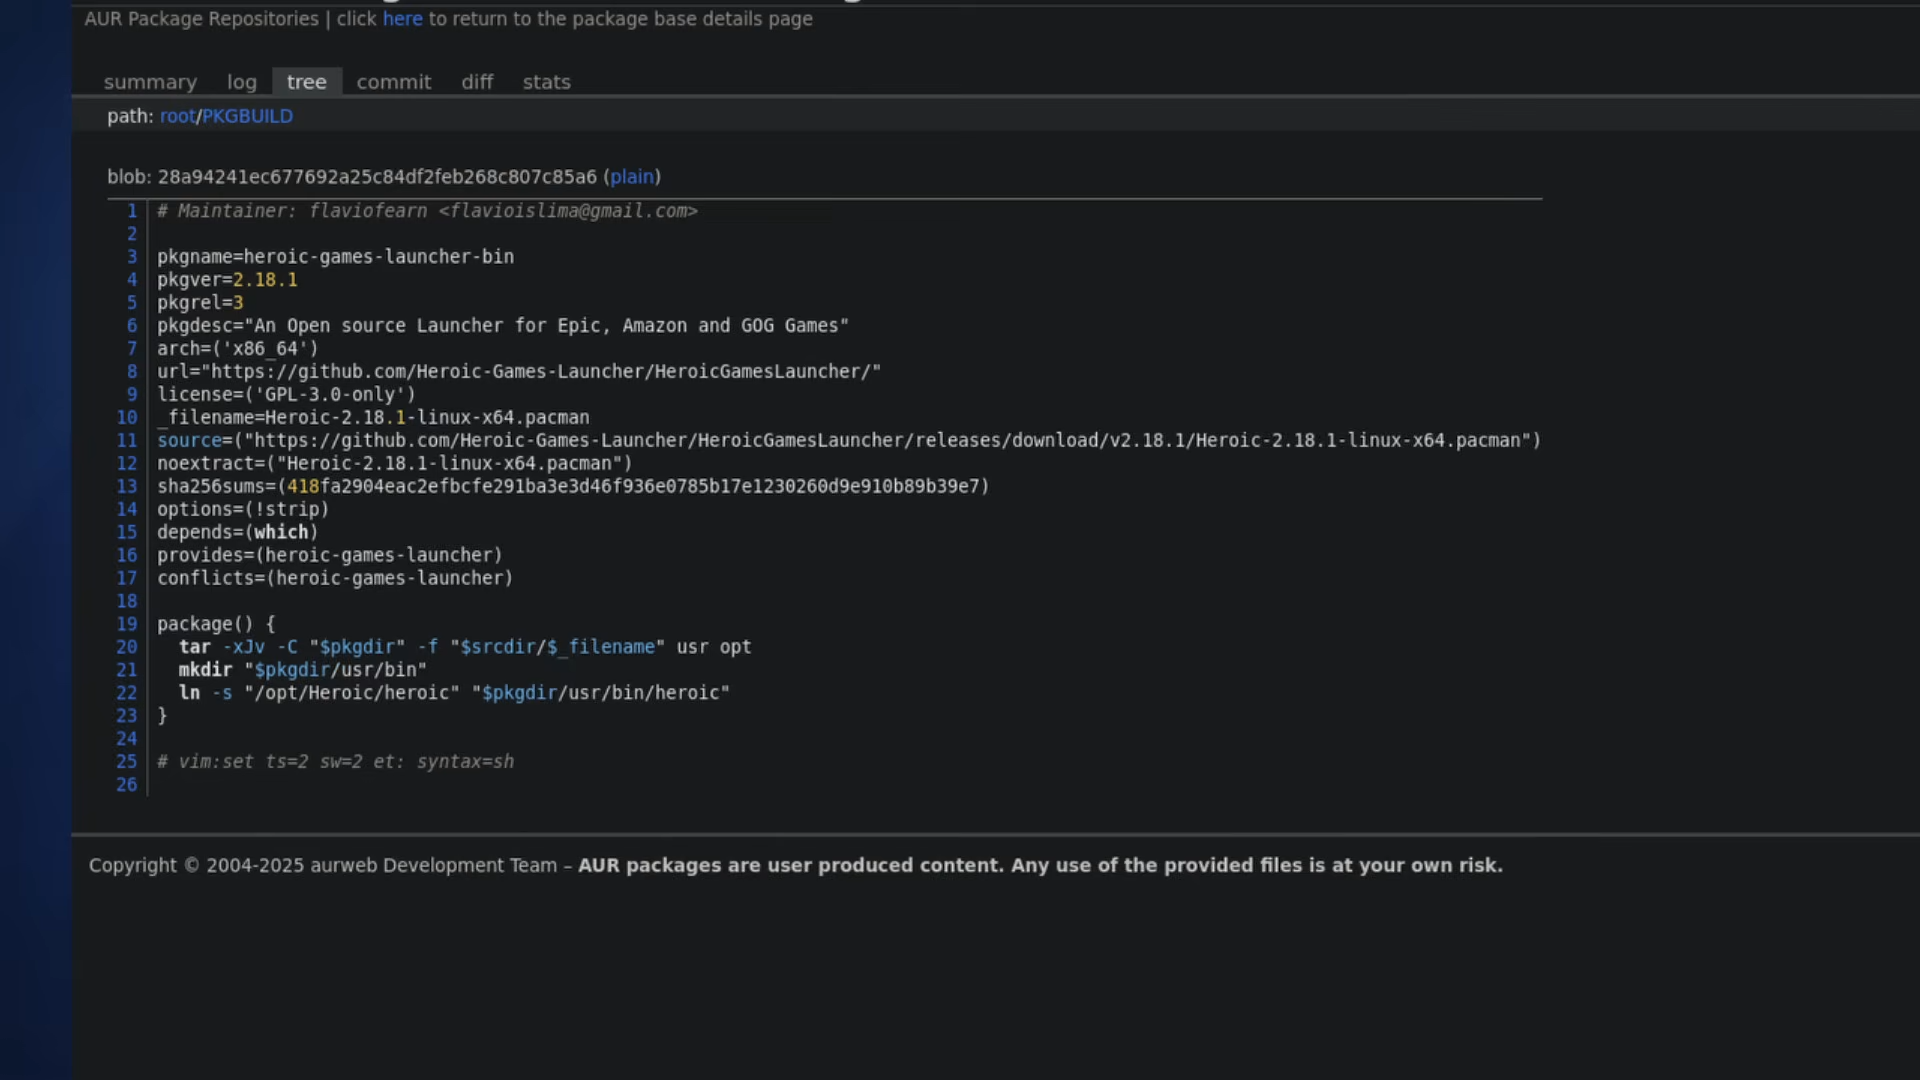 AUR Package Repositories | click here to return to the package base details page
summary log tree commit diff stats
path: root/PKGBUILD
blob: 28a94241ec677692a25c84df2feb268c807c85a6 (plain)
1 # Maintainer: flaviofearn <flavioislima@gmail.com>
2
3 pkgname=heroic-games-launcher-bin
4 pkgver=2.18.1
5 pkgrel=3
6 pkgdesc="An Open source Launcher for Epic, Amazon and GOG Games"
7 arch=('x86_64')
8 url="https://github.com/Heroic-Games-Launcher/HeroicGamesLauncher/"
9 license=('GPL-3.0-only')
10 _filename=Heroic-2.18.1-linux-x64.pacman
11 source=("https://github.com/Heroic-Games-Launcher/HeroicGamesLauncher/releases/download/v2.18.1/Heroic-2.18.1-linux-x64.pacman")
12 noextract=("Heroic-2.18.1-linux-x64.pacman")
13 sha256sums=(418fa2904eac2efbcfe291ba3e3d46f936e0785b17e1230260d9e910b89b39e7)
14 options=(!strip)
15 depends=(which)
16 provides=(heroic-games-launcher)
17 conflicts=(heroic-games-launcher)
18
19 package() {
20   tar -xJv -C "$pkgdir" -f "$srcdir/$_filename" usr opt
21   mkdir "$pkgdir/usr/bin"
22   ln -s "/opt/Heroic/heroic" "$pkgdir/usr/bin/heroic"
23 }
24
25 # vim:set ts=2 sw=2 et: syntax=sh
26
Copyright © 2004-2025 aurweb Development Team – AUR packages are user produced content. Any use of the provided files is at your own risk.